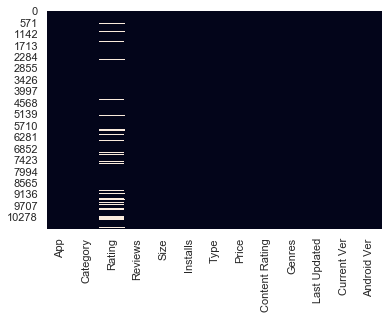 0
571
1142
1713
2284
2855
3426
3997
4568
5139
5710
6281
6852
7423
7994
8565
9136
9707
10278
App
Category
Rating
Reviews
Size
Installs
Type
Price
Content Rating
Genres
Last Updated
Current Ver
Android Ver